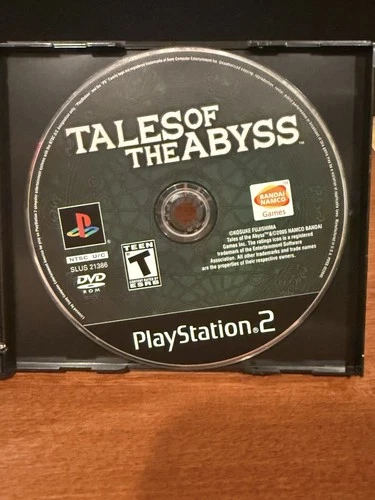 TALES OF
THE ABYSS™
BANDAI
NAMCO
Games
NTSC U/C
SLUS 21386
DVD
ROM
TEEN
T
ESRB
©KOSUKE FUJISHIMA
Tales of the Abyss™&©2005 NAMCO BANDAI
Games Inc. The ratings icon is a registered
trademark of the Entertainment Software
Association. All other trademarks and trade names
are the properties of their respective owners.
PlayStation®2